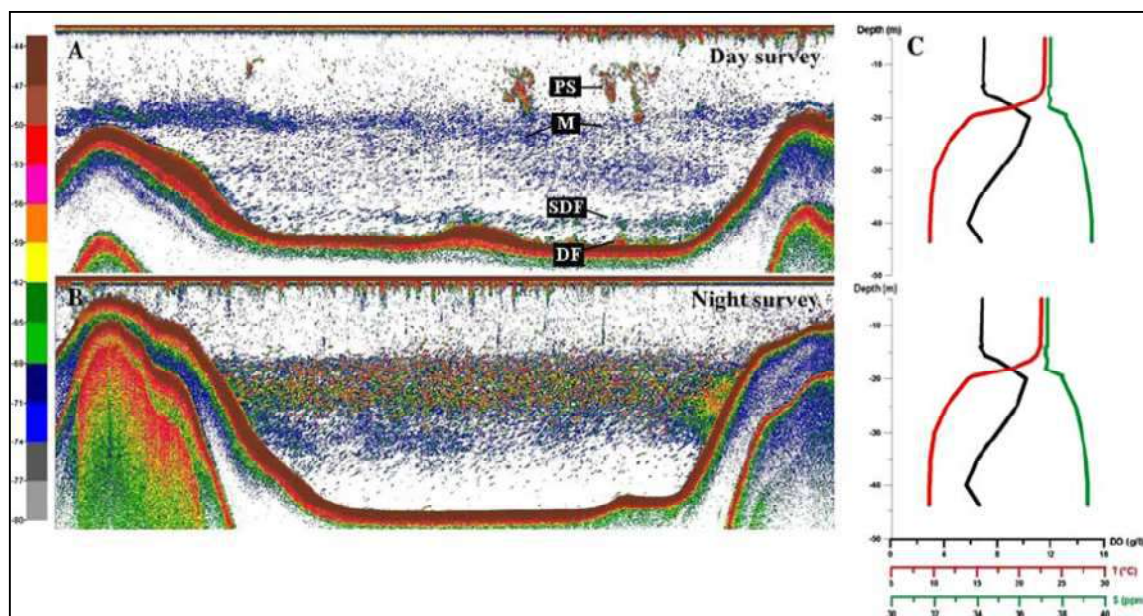 A
Day survey
PS
M
SDF
DF
B
Night survey
-44
-47
-50
-53
-56
-59
-62
-65
-71
-74
-77
-80
C
Depth (m)
-10
-20
-30
-40
-50
Depth (m)
-10
-20
-30
-40
-50
0 4 8 12 16 DO (g/l
5 10 15 20 25 30 T (°C)
30 32 34 36 38 40 S (ppm